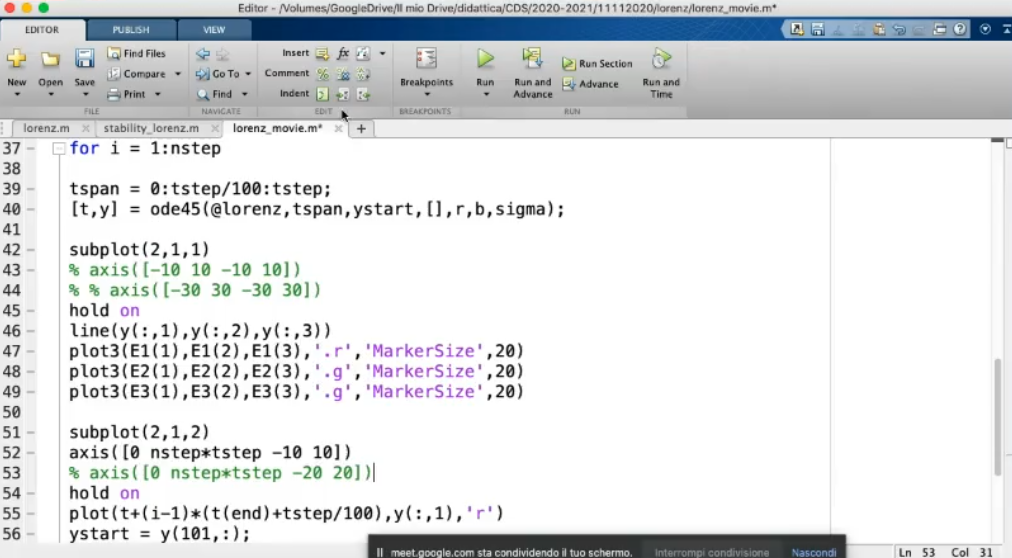 Editor - /Volumes/GoogleDrive/Il mio Drive/didattica/CDS/2020-2021/11112020/lorenz/lorenz_movie.m*
EDITOR PUBLISH VIEW
New Open Save Find Files Compare Print
Go To Find
Insert fx Comment Indent
Breakpoints
Run Run and Advance Run Section Advance Run and Time
FILE NAVIGATE EDIT BREAKPOINTS RUN
lorenz.m × stability_lorenz.m × lorenz_movie.m* × +
37 – for i = 1:nstep
38
39 – tspan = 0:tstep/100:tstep;
40 – [t,y] = ode45(@lorenz,tspan,ystart,[],r,b,sigma);
41
42 – subplot(2,1,1)
43 – % axis([-10 10 -10 10])
44 – % % axis([-30 30 -30 30])
45 – hold on
46 – line(y(:,1),y(:,2),y(:,3))
47 – plot3(E1(1),E1(2),E1(3),'.r','MarkerSize',20)
48 – plot3(E2(1),E2(2),E2(3),'.g','MarkerSize',20)
49 – plot3(E3(1),E3(2),E3(3),'.g','MarkerSize',20)
50
51 – subplot(2,1,2)
52 – axis([0 nstep*tstep -10 10])
53 – % axis([0 nstep*tstep -20 20])
54 – hold on
55 – plot(t+(i-1)*(t(end)+tstep/100),y(:,1),'r')
56 – ystart = y(101,:);
meet.google.com sta condividendo il tuo schermo. Interrompi condivisione Nascondi
Ln 53 Col 31